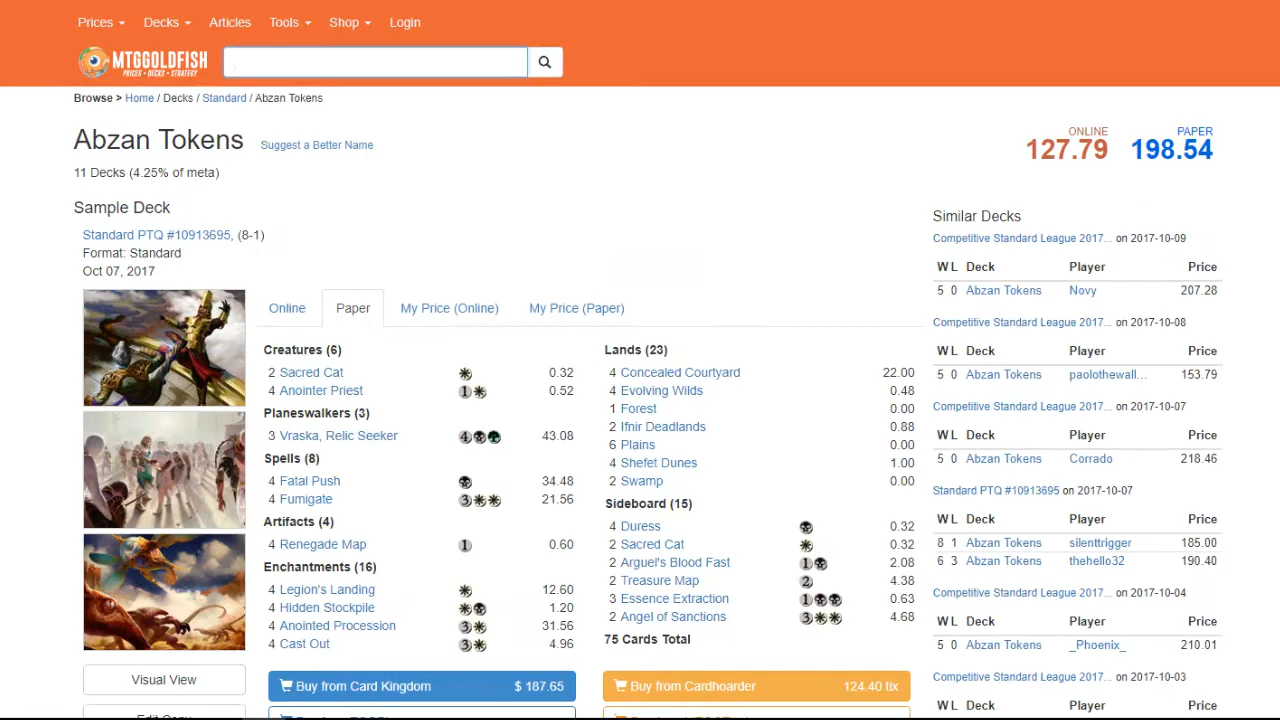 Prices Decks Articles Tools Shop Login
MTGGOLDFISH
PRICES • DECKS • STRATEGY
Browse > Home / Decks / Standard / Abzan Tokens
Abzan Tokens Suggest a Better Name
ONLINE PAPER
127.79 198.54
11 Decks (4.25% of meta)
Sample Deck
Standard PTQ #10913695, (8-1)
Format: Standard
Oct 07, 2017
Online Paper My Price (Online) My Price (Paper)
Creatures (6)
2 Sacred Cat 0.32
4 Anointer Priest 1 0.52
Planeswalkers (3)
3 Vraska, Relic Seeker 4 43.08
Spells (8)
4 Fatal Push 34.48
4 Fumigate 3 21.56
Artifacts (4)
4 Renegade Map 1 0.60
Enchantments (16)
4 Legion's Landing 12.60
4 Hidden Stockpile 1.20
4 Anointed Procession 3 31.56
4 Cast Out 3 4.96
Lands (23)
4 Concealed Courtyard 22.00
4 Evolving Wilds 0.48
1 Forest 0.00
2 Ifnir Deadlands 0.88
6 Plains 0.00
4 Shefet Dunes 1.00
2 Swamp 0.00
Sideboard (15)
4 Duress 0.32
2 Sacred Cat 0.32
2 Arguel's Blood Fast 1 2.08
2 Treasure Map 2 4.38
3 Essence Extraction 1 0.63
2 Angel of Sanctions 3 4.68
75 Cards Total
Visual View
Buy from Card Kingdom $ 187.65
Buy from Cardhoarder 124.40 tix
Similar Decks
Competitive Standard League 2017... on 2017-10-09
W L Deck Player Price
5 0 Abzan Tokens Novy 207.28
Competitive Standard League 2017... on 2017-10-08
W L Deck Player Price
5 0 Abzan Tokens paolothewall... 153.79
Competitive Standard League 2017... on 2017-10-07
W L Deck Player Price
5 0 Abzan Tokens Corrado 218.46
Standard PTQ #10913695 on 2017-10-07
W L Deck Player Price
8 1 Abzan Tokens silenttrigger 185.00
6 3 Abzan Tokens thehello32 190.40
Competitive Standard League 2017... on 2017-10-04
W L Deck Player Price
5 0 Abzan Tokens _Phoenix_ 210.01
Competitive Standard League 2017... on 2017-10-03
W L Deck Player Price